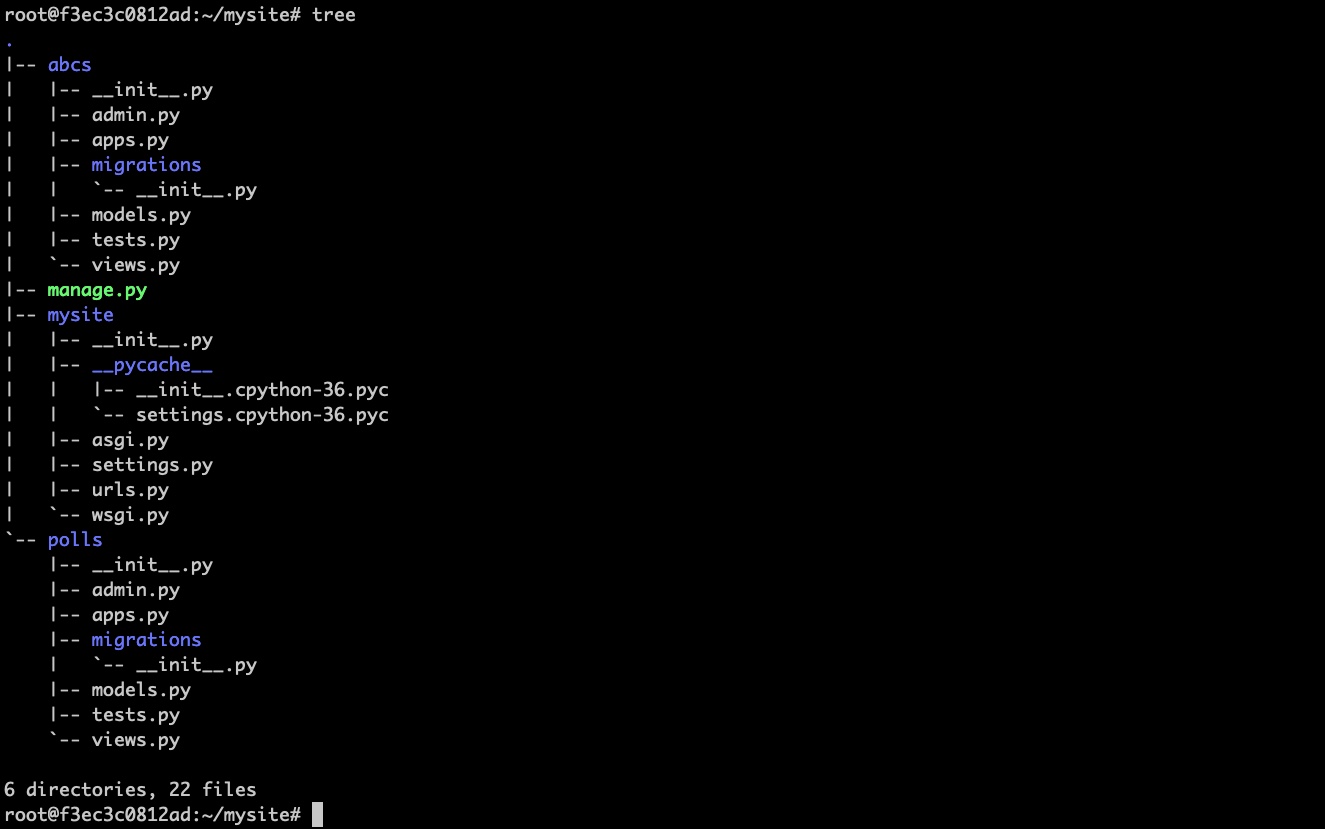 root@f3ec3c0812ad:~/mysite# tree
.
|-- abcs
|   |-- __init__.py
|   |-- admin.py
|   |-- apps.py
|   |-- migrations
|   |   `-- __init__.py
|   |-- models.py
|   |-- tests.py
|   `-- views.py
|-- manage.py
|-- mysite
|   |-- __init__.py
|   |-- __pycache__
|   |   |-- __init__.cpython-36.pyc
|   |   `-- settings.cpython-36.pyc
|   |-- asgi.py
|   |-- settings.py
|   |-- urls.py
|   `-- wsgi.py
`-- polls
    |-- __init__.py
    |-- admin.py
    |-- apps.py
    |-- migrations
    |   `-- __init__.py
    |-- models.py
    |-- tests.py
    `-- views.py

6 directories, 22 files
root@f3ec3c0812ad:~/mysite#